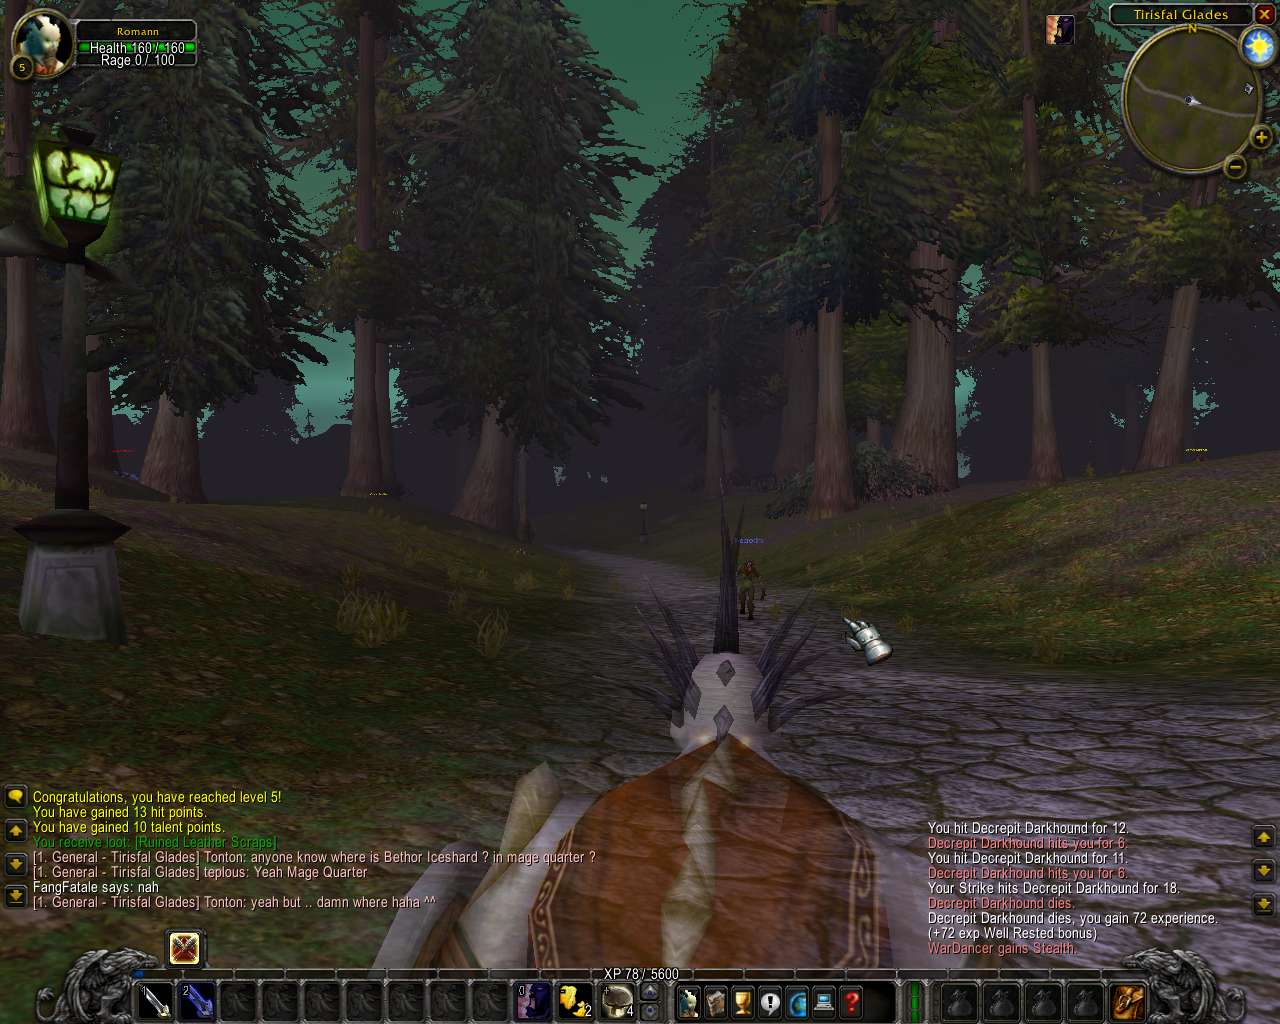 Romann
Health 160 / 160
Rage 0 / 100
5
Tirisfal Glades
N
Congratulations, you have reached level 5!
You have gained 13 hit points.
You have gained 10 talent points.
You receive loot: [Ruined Leather Scraps]
[1. General - Tirisfal Glades] Tonton: anyone know where is Bethor Iceshard ? in mage quarter ?
[1. General - Tirisfal Glades] teplous: Yeah Mage Quarter
FangFatale says: nah
[1. General - Tirisfal Glades] Tonton: yeah but .. damn where haha ^^
You hit Decrepit Darkhound for 12.
Decrepit Darkhound hits you for 6.
You hit Decrepit Darkhound for 11.
Decrepit Darkhound hits you for 6.
Your Strike hits Decrepit Darkhound for 18.
Decrepit Darkhound dies.
Decrepit Darkhound dies, you gain 72 experience.
(+72 exp Well Rested bonus)
WarDancer gains Stealth.
XP 78 / 5600
1
2
2
4